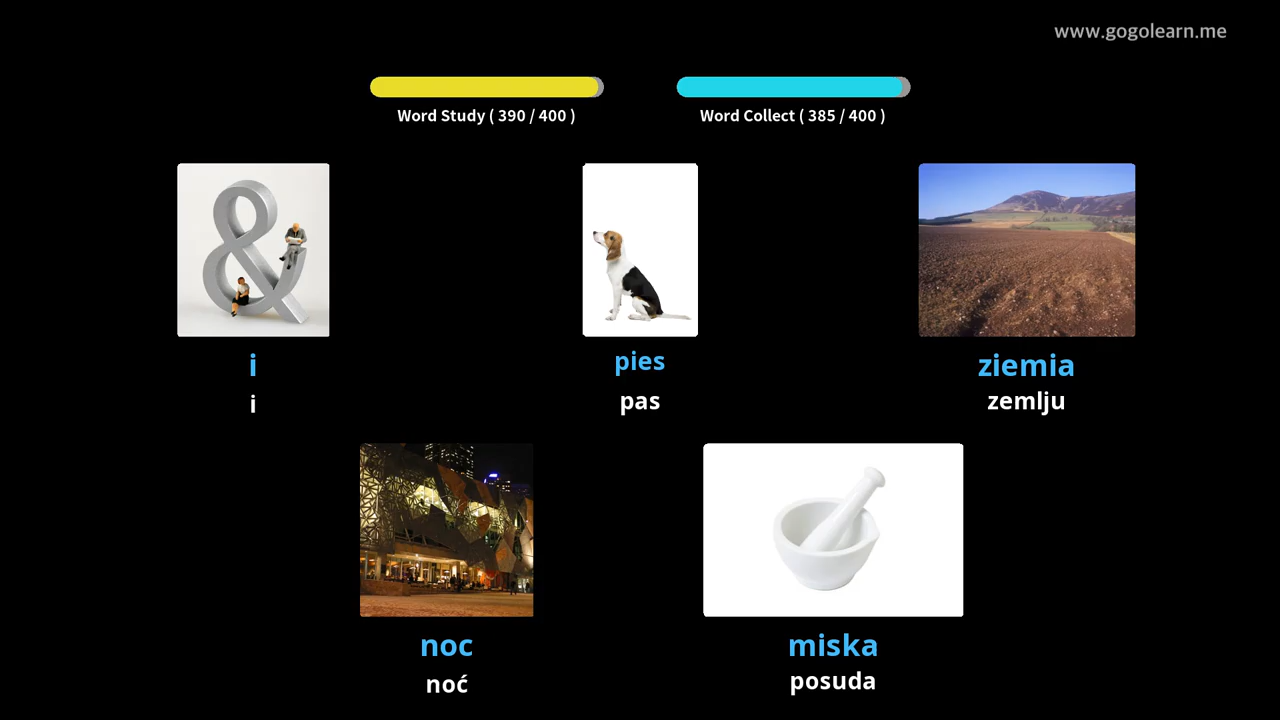 www.gogolearn.me
Word Study ( 390 / 400 )
Word Collect ( 385 / 400 )
&
i
i
pies
pas
ziemia
zemlju
noc
noć
miska
posuda